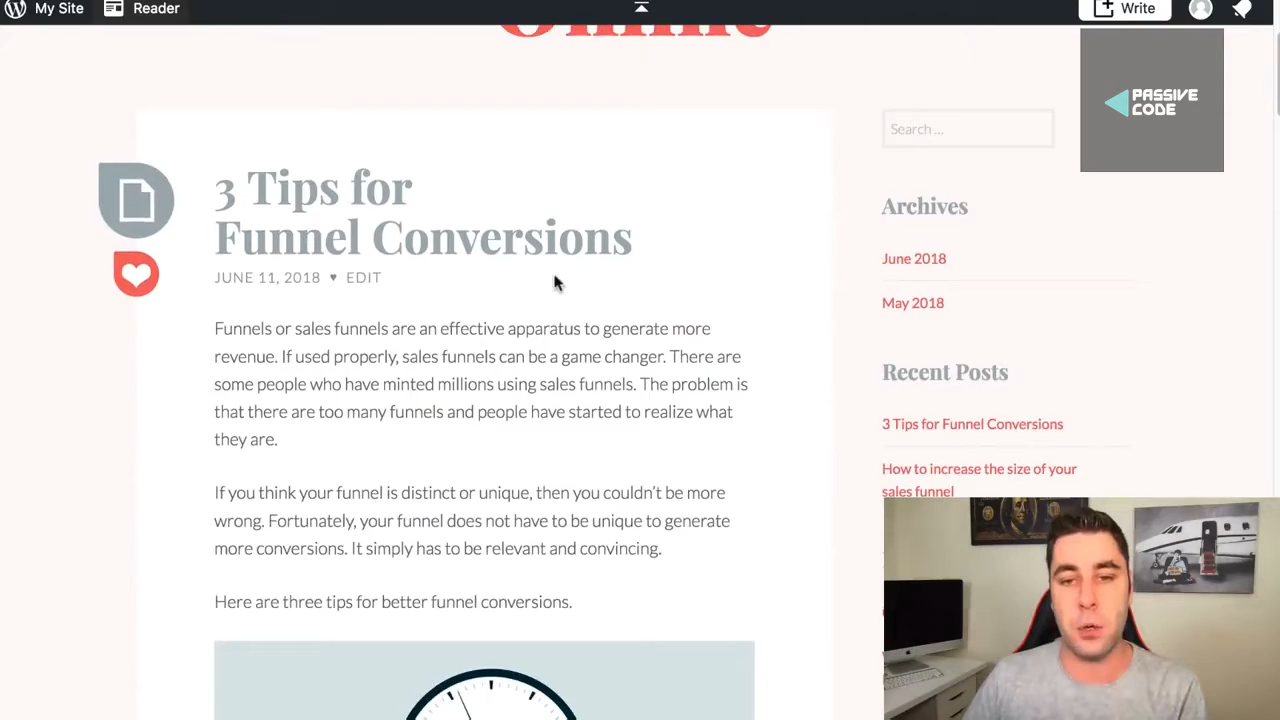 My Site
Reader
Write
Online
PASSIVE
CODE
3 Tips for
Funnel Conversions
JUNE 11, 2018 ♥ EDIT
Funnels or sales funnels are an effective apparatus to generate more
revenue. If used properly, sales funnels can be a game changer. There are
some people who have minted millions using sales funnels. The problem is
that there are too many funnels and people have started to realize what
they are.
If you think your funnel is distinct or unique, then you couldn't be more
wrong. Fortunately, your funnel does not have to be unique to generate
more conversions. It simply has to be relevant and convincing.
Here are three tips for better funnel conversions.
Search ...
Archives
June 2018
May 2018
Recent Posts
3 Tips for Funnel Conversions
How to increase the size of your
sales funnel